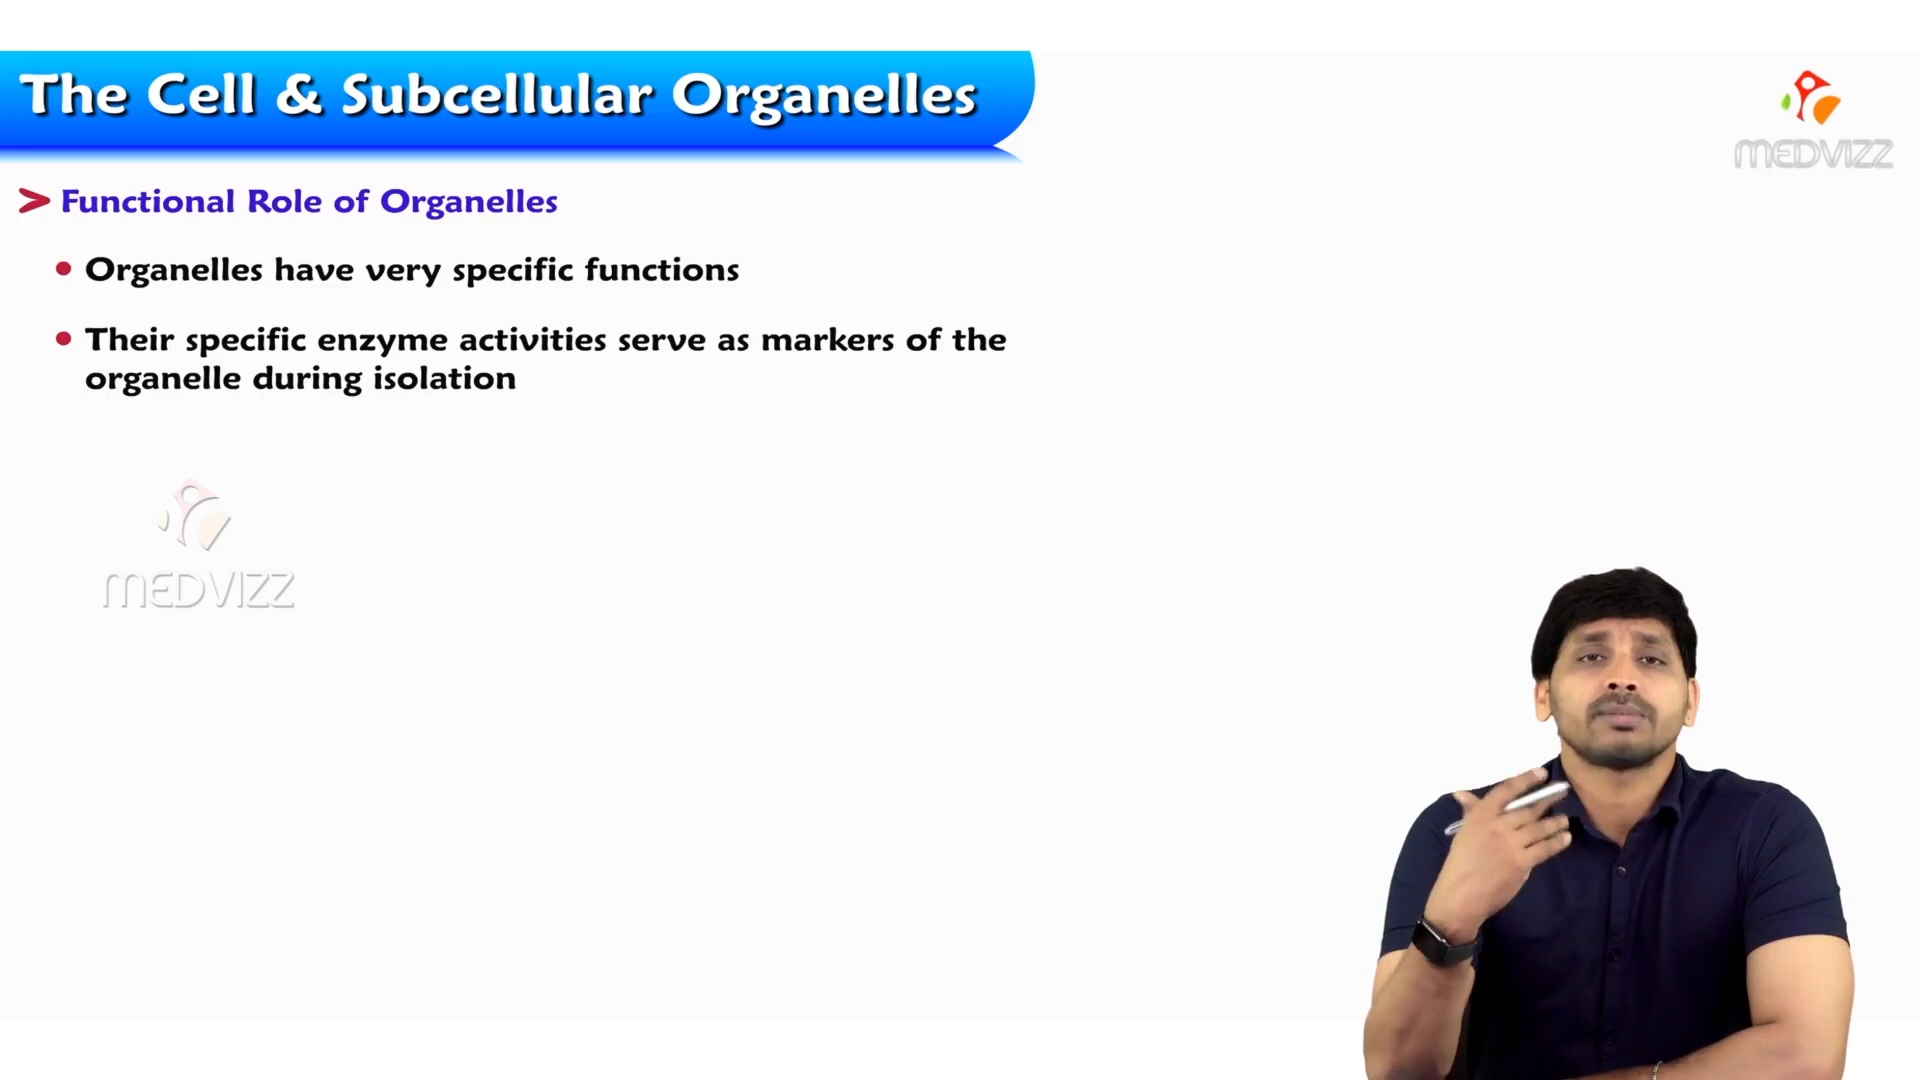 The Cell & Subcellular Organelles
MEDVIZZ
Functional Role of Organelles
Organelles have very specific functions
Their specific enzyme activities serve as markers of the
organelle during isolation
MEDVIZZ